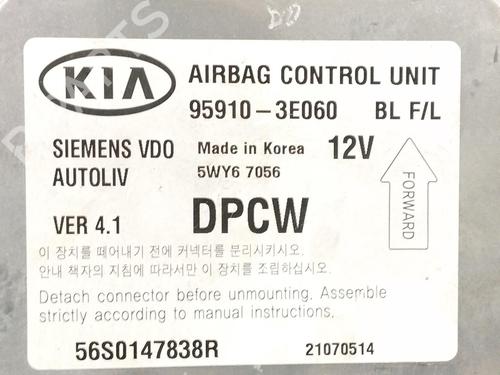 KIA
AIRBAG CONTROL UNIT
95910-3E060 BL F/L
SIEMENS VDO Made in Korea 12V
AUTOLIV 5WY6 7056
FORWARD
VER 4.1 DPCW
이 장치를 떼어내기 전에 커넥터를 분리시키시오.
안내 책자의 지침에 따라서만 이 장치를 조립하십시오.
Detach connector before unmounting. Assemble
strictly according to manual instructions.
56S0147838R 21070514